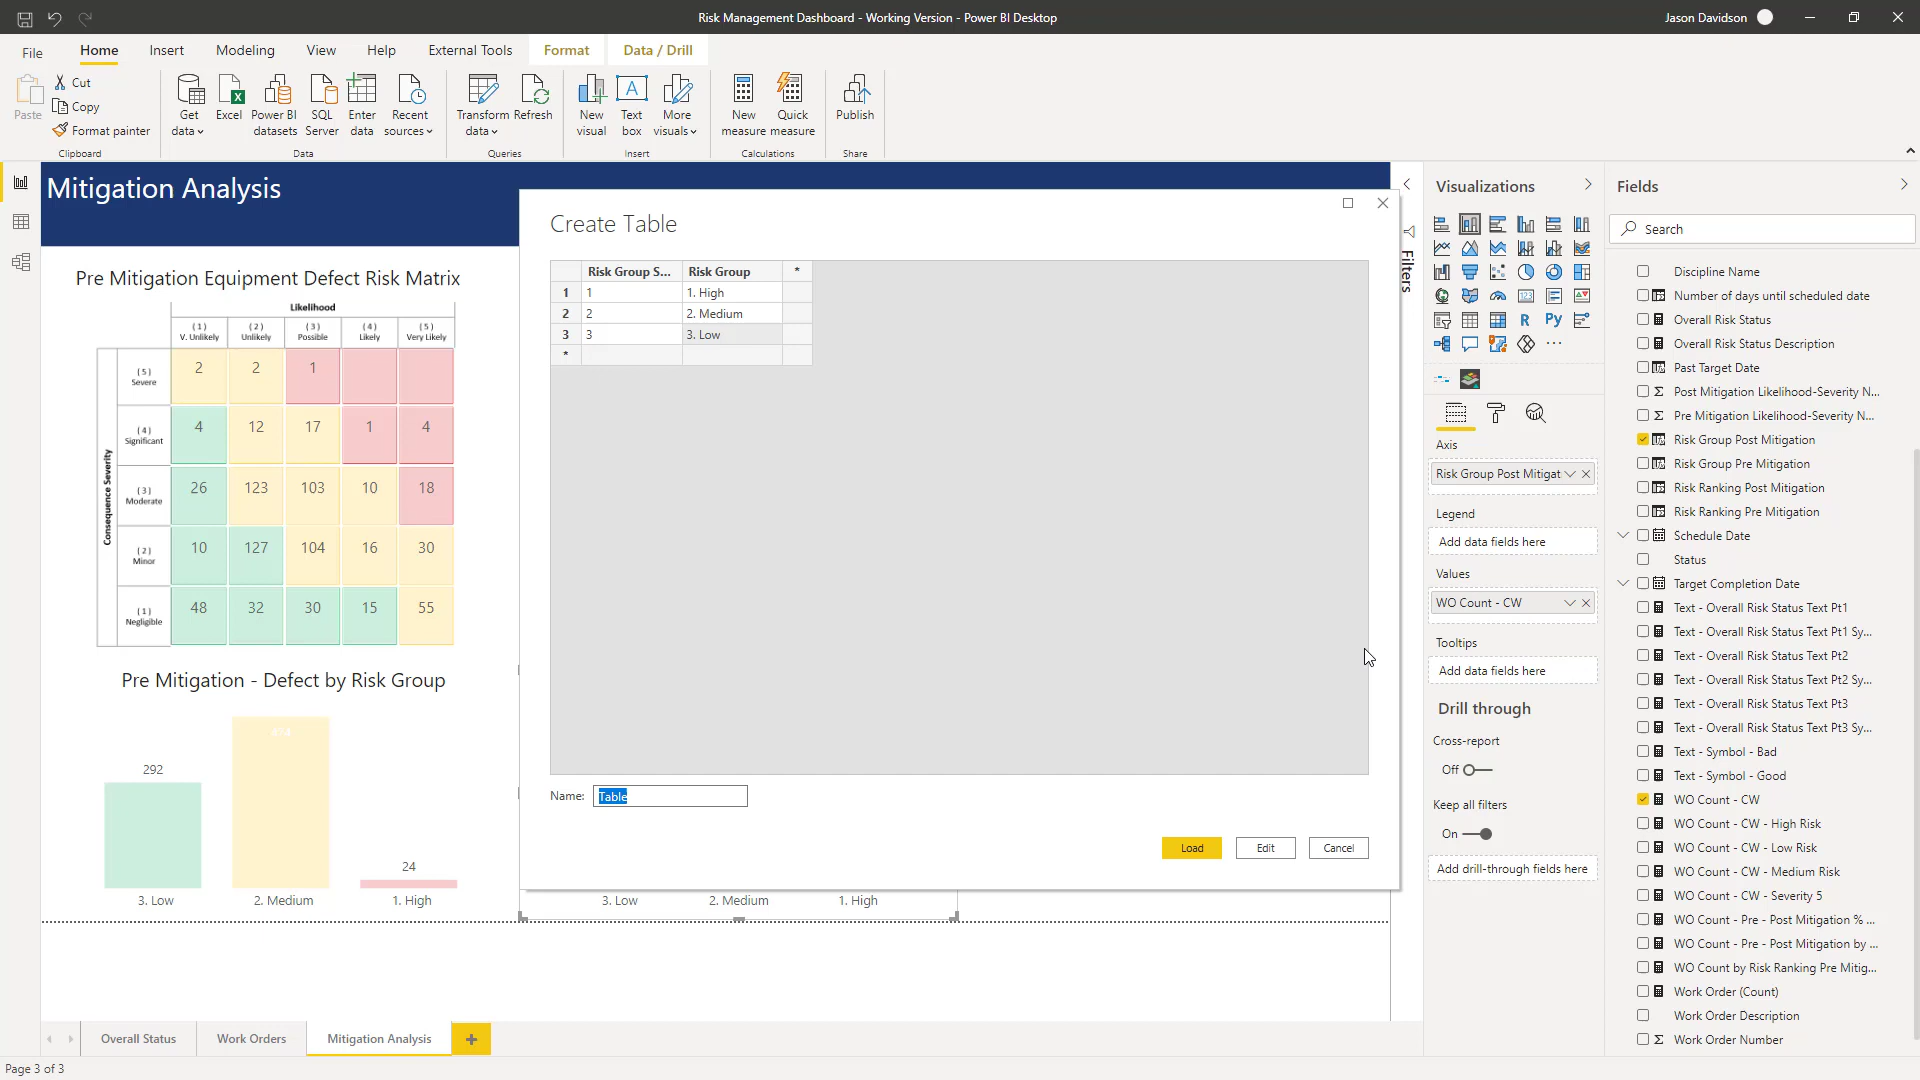 Risk Management Dashboard - Working Version - Power BI Desktop
Jason Davidson
File
Home
Insert
Modeling
View
Help
External Tools
Format
Data / Drill
Paste
Cut
Copy
Format painter
Clipboard
Get data
Excel
Power BI datasets
SQL Server
Enter data
Recent sources
Data
Transform data
Refresh
Queries
New visual
Text box
More visuals
Insert
New measure
Quick measure
Calculations
Publish
Share
Mitigation Analysis
Pre Mitigation Equipment Defect Risk Matrix
Likelihood
(1) V. Unlikely
(2) Unlikely
(3) Possible
(4) Likely
(5) Very Likely
Consequence Severity
(5) Severe
2 2 1
(4) Significant
4 12 17 1 4
(3) Moderate
26 123 103 10 18
(2) Minor
10 127 104 16 30
(1) Negligible
48 32 30 15 55
Pre Mitigation - Defect by Risk Group
292
474
24
3. Low
2. Medium
1. High
Create Table
Risk Group S... Risk Group *
1 1 1. High
2 2 2. Medium
3 3 3. Low
*
Name: Table
Load
Edit
Cancel
3. Low
2. Medium
1. High
Filters
Visualizations
R
Py
Axis
Risk Group Post Mitigat
Legend
Add data fields here
Values
WO Count - CW
Tooltips
Add data fields here
Drill through
Cross-report
Off
Keep all filters
On
Add drill-through fields here
Fields
Search
Discipline Name
Number of days until scheduled date
Overall Risk Status
Overall Risk Status Description
Past Target Date
Post Mitigation Likelihood-Severity N...
Pre Mitigation Likelihood-Severity N...
Risk Group Post Mitigation
Risk Group Pre Mitigation
Risk Ranking Post Mitigation
Risk Ranking Pre Mitigation
Schedule Date
Status
Target Completion Date
Text - Overall Risk Status Text Pt1
Text - Overall Risk Status Text Pt1 Sy...
Text - Overall Risk Status Text Pt2
Text - Overall Risk Status Text Pt2 Sy...
Text - Overall Risk Status Text Pt3
Text - Overall Risk Status Text Pt3 Sy...
Text - Symbol - Bad
Text - Symbol - Good
WO Count - CW
WO Count - CW - High Risk
WO Count - CW - Low Risk
WO Count - CW - Medium Risk
WO Count - CW - Severity 5
WO Count - Pre - Post Mitigation % ...
WO Count - Pre - Post Mitigation by ...
WO Count by Risk Ranking Pre Mitig...
Work Order (Count)
Work Order Description
Work Order Number
Overall Status
Work Orders
Mitigation Analysis
Page 3 of 3